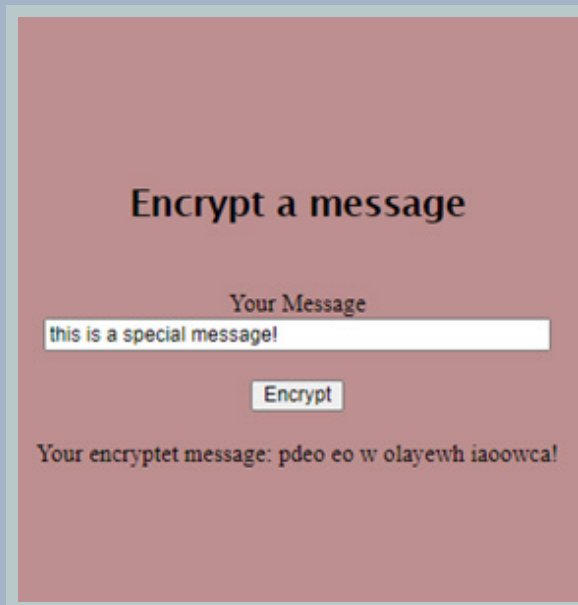 Encrypt a message
Your Message
this is a special message!
Encrypt
Your encryptet message: pdeo eo w olayewh iaoowca!